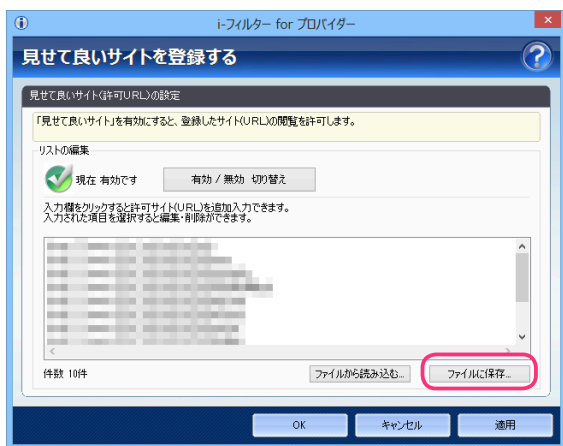 i-フィルター for プロバイダー
見せて良いサイトを登録する
見せて良いサイト(許可URL)の設定
「見せて良いサイト」を有効にすると、登録したサイト(URL)の閲覧を許可します。
リストの編集
現在 有効です
有効 / 無効 切り替え
入力欄をクリックすると許可サイト(URL)を追加入力できます。
入力された項目を選択すると編集・削除ができます。
件数 10件
ファイルから読み込む...
ファイルに保存...
OK
キャンセル
適用